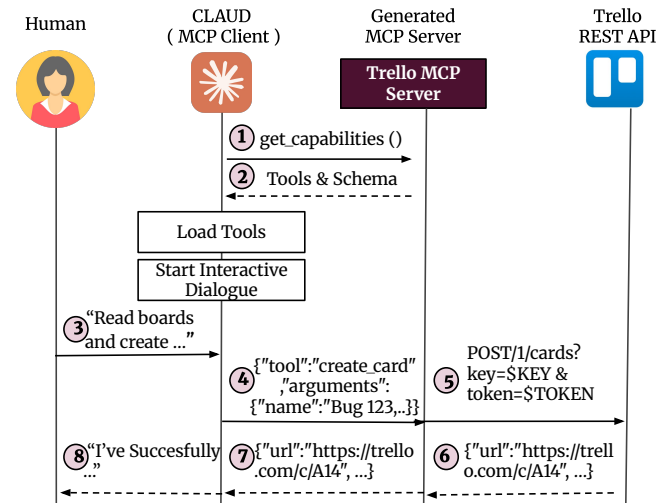 Human
CLAUD
( MCP Client )
Generated
MCP Server
Trello
REST API
Trello MCP
Server
1 get_capabilities ()
2 Tools & Schema
Load Tools
Start Interactive
Dialogue
3 “Read boards
and create ...”
4 {"tool":"create_card"
,"arguments":
{"name":"Bug 123,..}}
5 POST/1/cards?
key=$KEY &
token=$TOKEN
6 {"url":"https://trell
o.com/c/A14", ...}
7 {"url":"https://trello
.com/c/A14", ...}
8 “I’ve Succesfully
...”